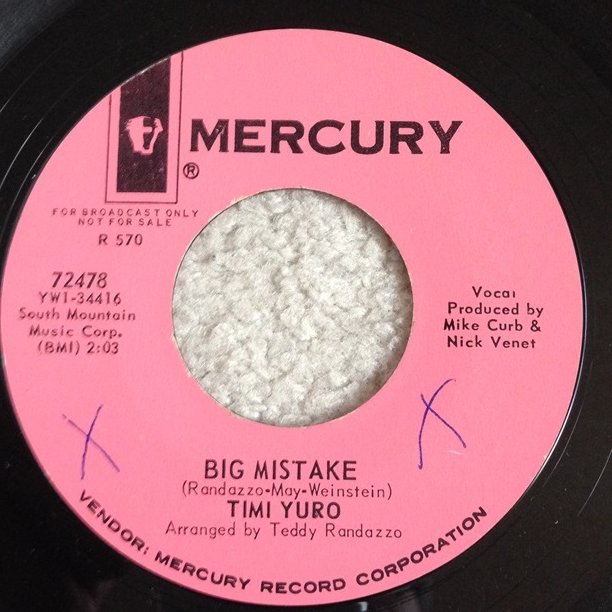 MERCURY
®
FOR BROADCAST ONLY
NOT FOR SALE
R 570
72478
YW1-34416
South Mountain
Music Corp.
(BMI) 2:03
Vocal
Produced by
Mike Curb &
Nick Venet
X
X
BIG MISTAKE
(Randazzo-May-Weinstein)
TIMI YURO
Arranged by Teddy Randazzo
VENDOR: MERCURY RECORD CORPORATION